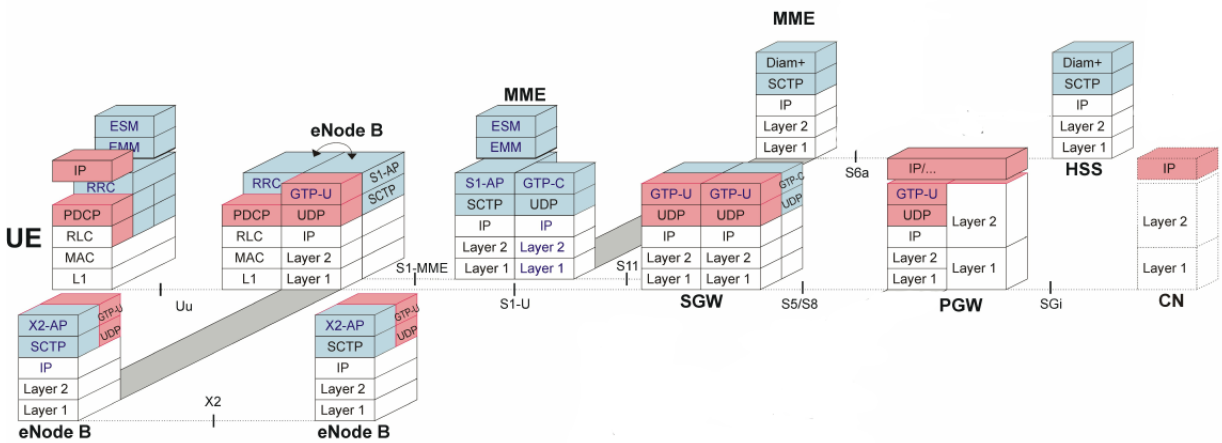 MME
Diam+
SCTP
IP
Layer 2
Layer 1
Diam+
SCTP
IP
Layer 2
Layer 1
HSS
S6a
MME
ESM
EMM
S1-AP
GTP-C
SCTP
UDP
IP
IP
Layer 2
Layer 2
Layer 1
Layer 1
UE
ESM
EMM
IP
RRC
PDCP
RLC
MAC
L1
eNode B
RRC
S1-AP
SCTP
GTP-U
PDCP
UDP
RLC
IP
MAC
Layer 2
L1
Layer 1
GTP-U
GTP-U
GTP-C
UDP
UDP
UDP
IP
IP
Layer 2
Layer 2
Layer 1
Layer 1
SGW
IP/...
GTP-U
UDP
IP
Layer 2
Layer 1
Layer 2
Layer 1
PGW
IP
Layer 2
Layer 1
CN
Uu
S1-MME
S1-U
S11
S5/S8
SGi
X2-AP
GTP-U
SCTP
UDP
IP
Layer 2
Layer 1
eNode B
X2
X2-AP
GTP-U
SCTP
UDP
IP
Layer 2
Layer 1
eNode B